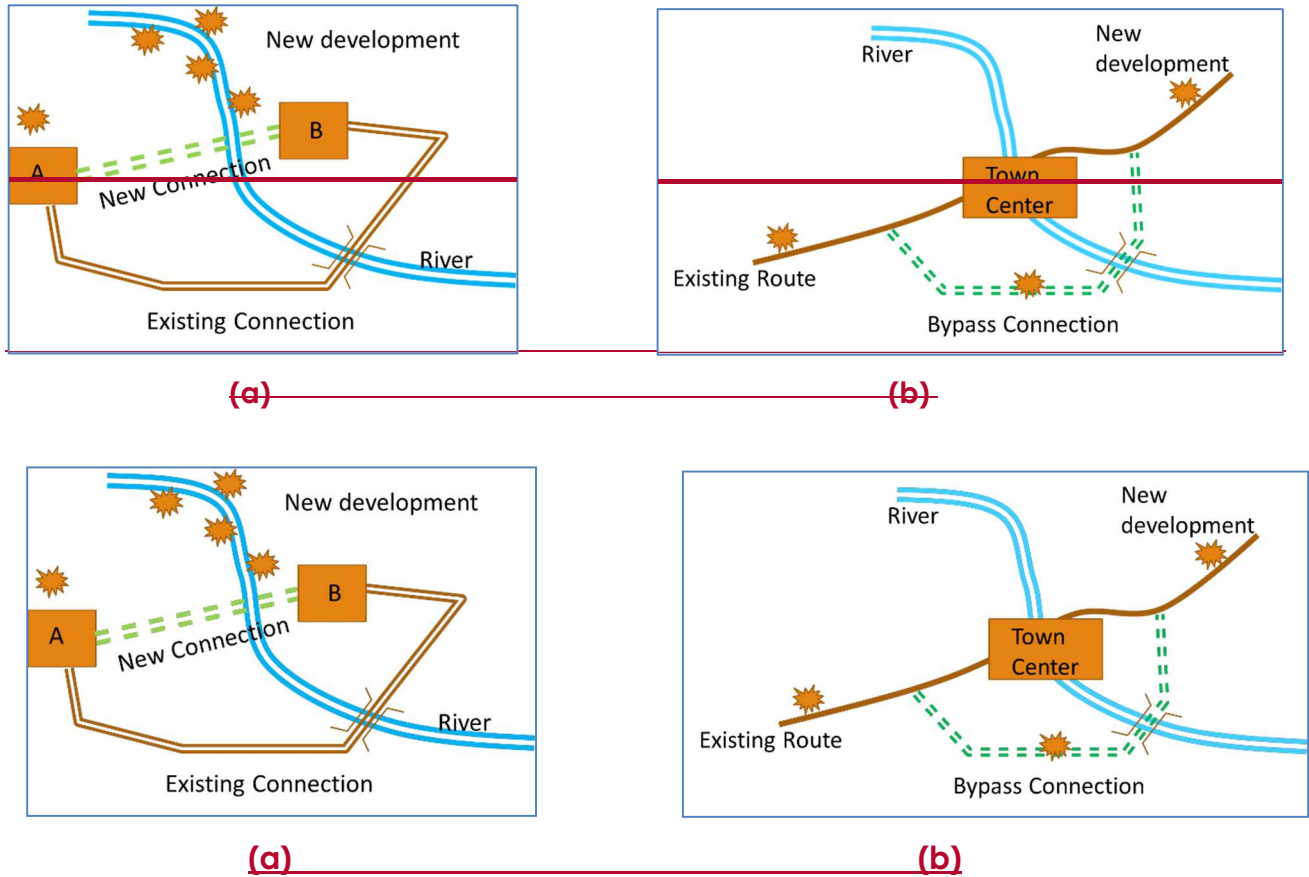 New development
B
A
New Connection
River
Existing Connection
River
New
development
Town
Center
Existing Route
Bypass Connection
(a)
(b)
New development
B
A
New Connection
River
Existing Connection
River
New
development
Town
Center
Existing Route
Bypass Connection
(a)
(b)